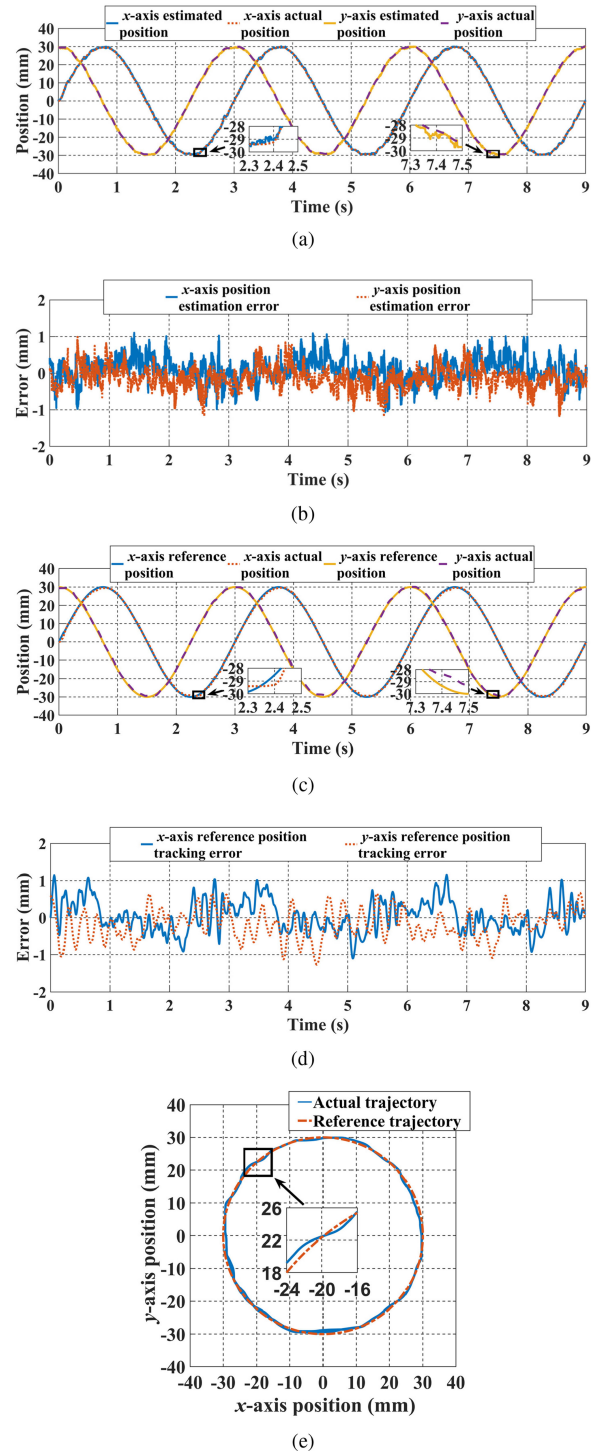 x-axis estimated position x-axis actual position y-axis estimated position y-axis actual position
40
30
20
10
0
-10
-20
-30
-40
Position (mm)
-28
-29
-30
2.3 2.4 2.5
-28
-29
-30
7.3 7.4 7.5
0 1 2 3 4 5 6 7 8 9
Time (s)
(a)
x-axis position estimation error y-axis position estimation error
2
1
0
-1
-2
Error (mm)
0 1 2 3 4 5 6 7 8 9
Time (s)
(b)
x-axis reference position x-axis actual position y-axis reference position y-axis actual position
40
30
20
10
0
-10
-20
-30
-40
Position (mm)
-28
-29
-30
2.3 2.4 2.5
-28
-29
-30
7.3 7.4 7.5
0 1 2 3 4 5 6 7 8 9
Time (s)
(c)
x-axis reference position tracking error y-axis reference position tracking error
2
1
0
-1
-2
Error (mm)
0 1 2 3 4 5 6 7 8 9
Time (s)
(d)
Actual trajectory
Reference trajectory
40
30
20
10
0
-10
-20
-30
-40
y-axis position (mm)
26
22
18
-24 -20 -16
-40 -30 -20 -10 0 10 20 30 40
x-axis position (mm)
(e)